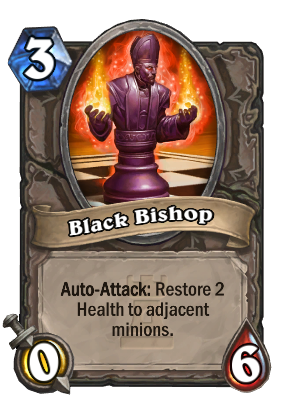 3
Black Bishop
Auto-Attack: Restore 2
Health to adjacent
minions.
0
6